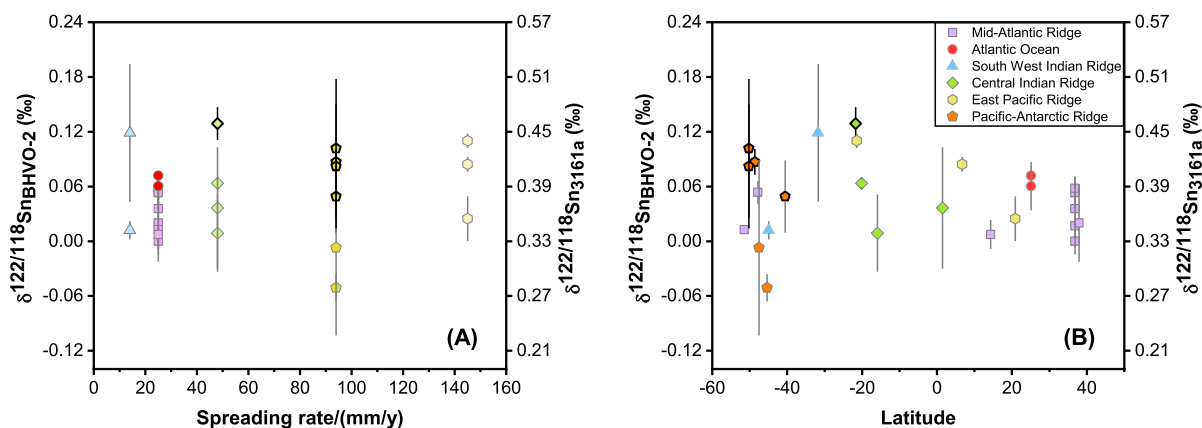 0.24
0.18
0.12
0.06
0.00
-0.06
-0.12
δ122/118SnBHVO-2 (‰)
0.57
0.51
0.45
0.39
0.33
0.27
0.21
δ122/118Sn3161a (‰)
(A)
0 20 40 60 80 100 120 140 160
Spreading rate/(mm/y)
0.24
0.18
0.12
0.06
0.00
-0.06
-0.12
δ122/118SnBHVO-2 (‰)
Mid-Atlantic Ridge
Atlantic Ocean
South West Indian Ridge
Central Indian Ridge
East Pacific Ridge
Pacific-Antarctic Ridge
0.57
0.51
0.45
0.39
0.33
0.27
0.21
δ122/118Sn3161a (‰)
(B)
-60 -40 -20 0 20 40
Latitude